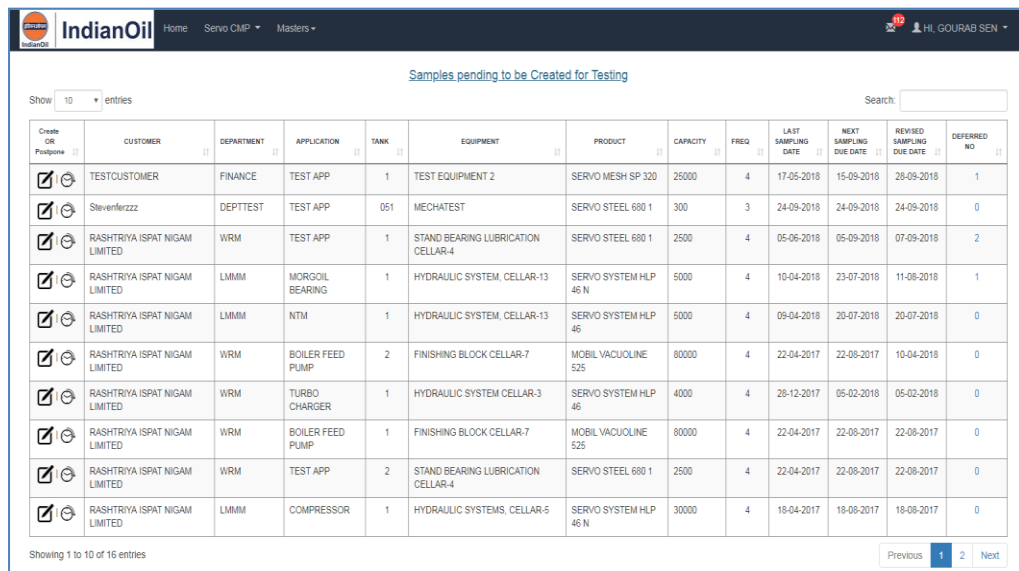 IndianOil
IndianOil Home Servo CMP Masters 112 HI, GOURAB SEN
Samples pending to be Created for Testing
Show 10 entries Search:
Create OR Postpone CUSTOMER DEPARTMENT APPLICATION TANK EQUIPMENT PRODUCT CAPACITY FREQ LAST SAMPLING DATE NEXT SAMPLING DUE DATE REVISED SAMPLING DUE DATE DEFERRED NO
TESTCUSTOMER FINANCE TEST APP 1 TEST EQUIPMENT 2 SERVO MESH SP 320 25000 4 17-05-2018 15-09-2018 28-09-2018 1
Stevenferzzz DEPTTEST TEST APP 051 MECHATEST SERVO STEEL 680 1 300 3 24-09-2018 24-09-2018 24-09-2018 0
RASHTRIYA ISPAT NIGAM WRM TEST APP 1 STAND BEARING LUBRICATION SERVO STEEL 680 1 2500 4 05-06-2018 05-09-2018 07-09-2018 2
LIMITED CELLAR-4
RASHTRIYA ISPAT NIGAM LMMM MORGOIL 1 HYDRAULIC SYSTEM, CELLAR-13 SERVO SYSTEM HLP 5000 4 10-04-2018 23-07-2018 11-08-2018 1
LIMITED BEARING 46 N
RASHTRIYA ISPAT NIGAM LMMM NTM 1 HYDRAULIC SYSTEM, CELLAR-13 SERVO SYSTEM HLP 5000 4 09-04-2018 20-07-2018 20-07-2018 0
LIMITED 46
RASHTRIYA ISPAT NIGAM WRM BOILER FEED 2 FINISHING BLOCK CELLAR-7 MOBIL VACUOLINE 80000 4 22-04-2017 22-08-2017 10-04-2018 0
LIMITED PUMP 525
RASHTRIYA ISPAT NIGAM WRM TURBO 1 HYDRAULIC SYSTEM CELLAR-3 SERVO SYSTEM HLP 4000 4 28-12-2017 05-02-2018 05-02-2018 0
LIMITED CHARGER 46
RASHTRIYA ISPAT NIGAM WRM BOILER FEED 1 FINISHING BLOCK CELLAR-7 MOBIL VACUOLINE 80000 4 22-04-2017 22-08-2017 22-08-2017 0
LIMITED PUMP 525
RASHTRIYA ISPAT NIGAM WRM TEST APP 2 STAND BEARING LUBRICATION SERVO STEEL 680 1 2500 4 22-04-2017 22-08-2017 22-08-2017 0
LIMITED CELLAR-4
RASHTRIYA ISPAT NIGAM LMMM COMPRESSOR 1 HYDRAULIC SYSTEMS, CELLAR-5 SERVO SYSTEM HLP 30000 4 18-04-2017 18-08-2017 18-08-2017 0
LIMITED 46 N
Showing 1 to 10 of 16 entries Previous 1 2 Next